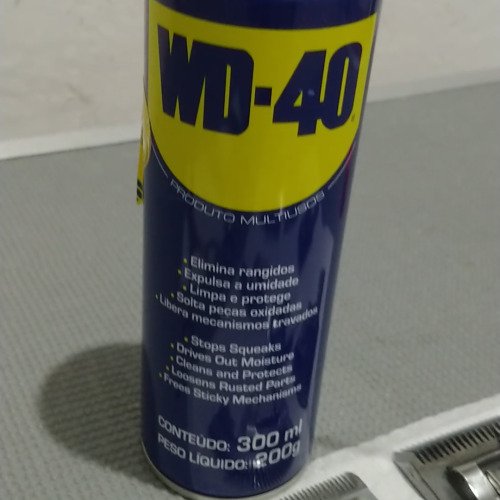 WD-40
PRODUTO MULTIUSOS
• Elimina rangidos
• Expulsa a umidade
• Limpa e protege
• Solta peças oxidadas
• Libera mecanismos travados
• Stops Squeaks
• Drives Out Moisture
• Cleans and Protects
• Loosens Rusted Parts
• Frees Sticky Mechanisms
CONTEÚDO: 300 ml
PESO LÍQUIDO: 200g